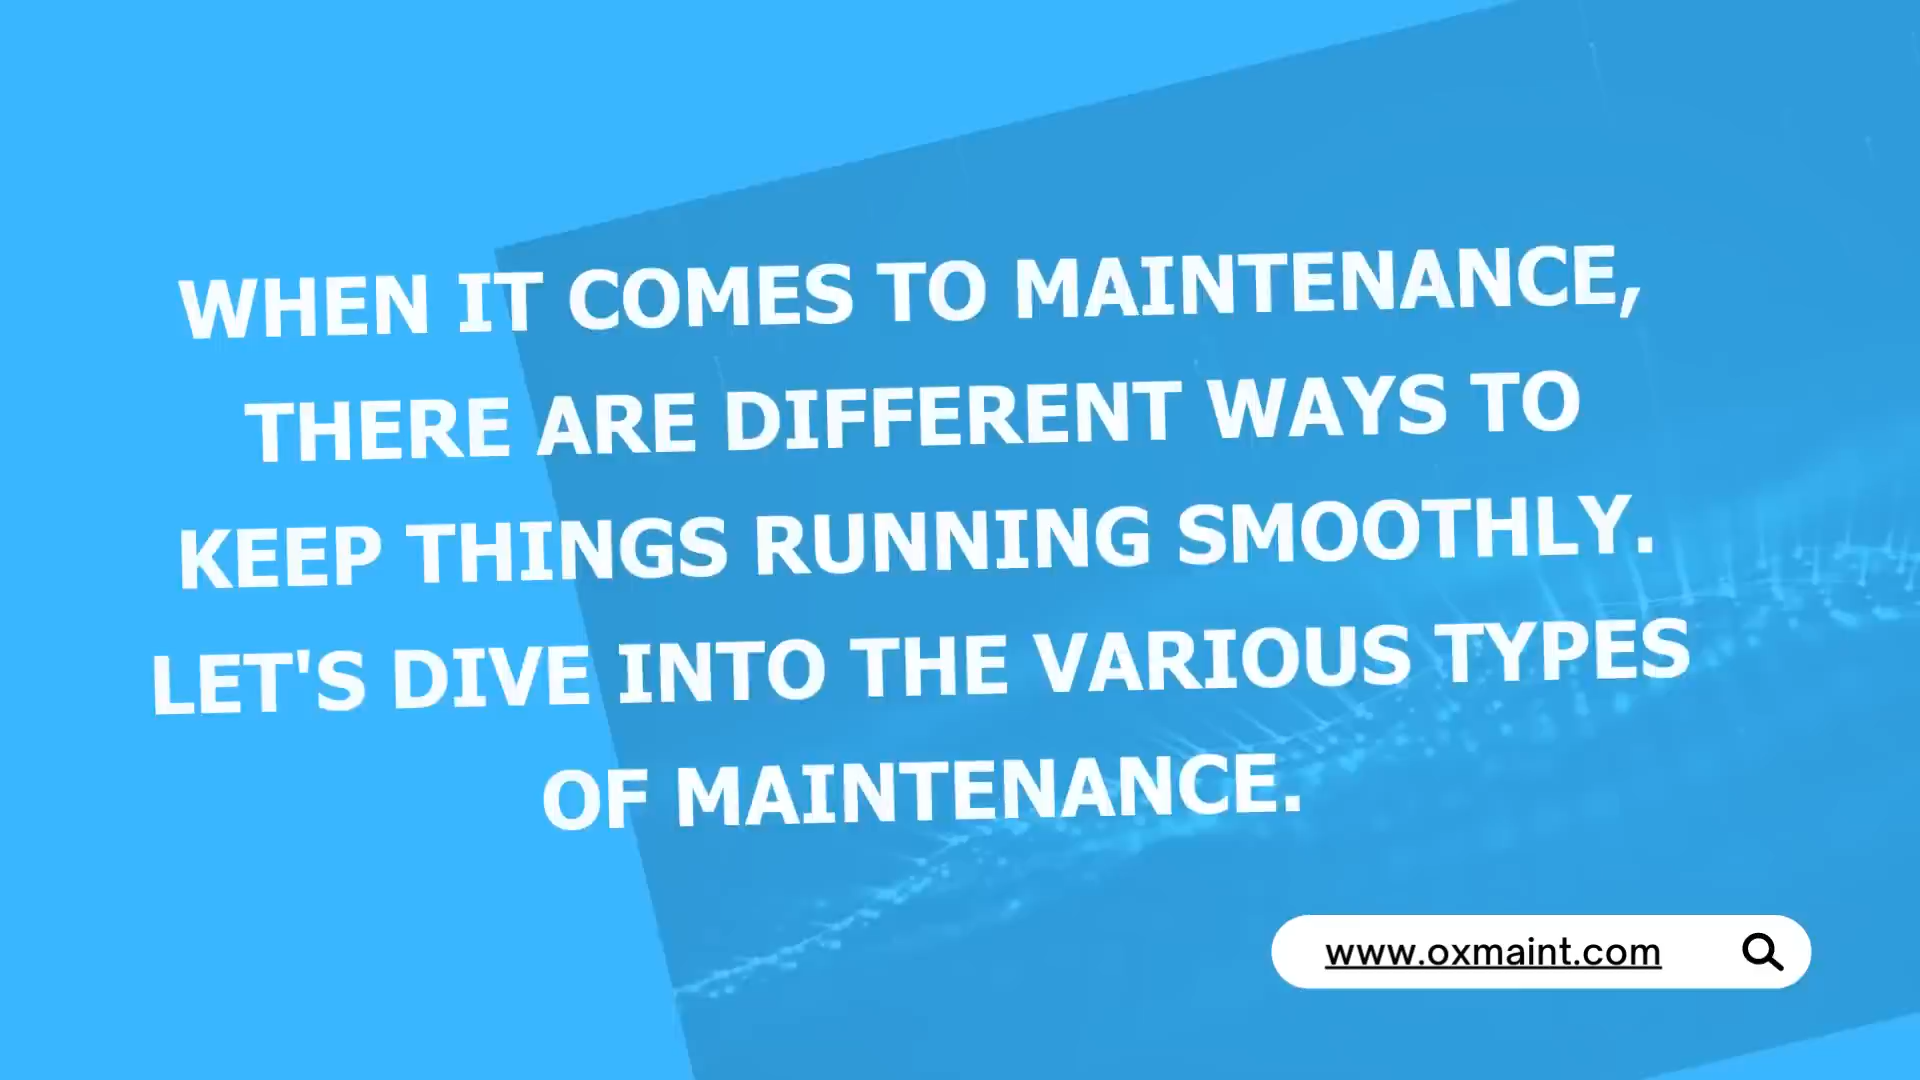 WHEN IT COMES TO MAINTENANCE,
THERE ARE DIFFERENT WAYS TO
KEEP THINGS RUNNING SMOOTHLY.
LET'S DIVE INTO THE VARIOUS TYPES
OF MAINTENANCE.
www.oxmaint.com